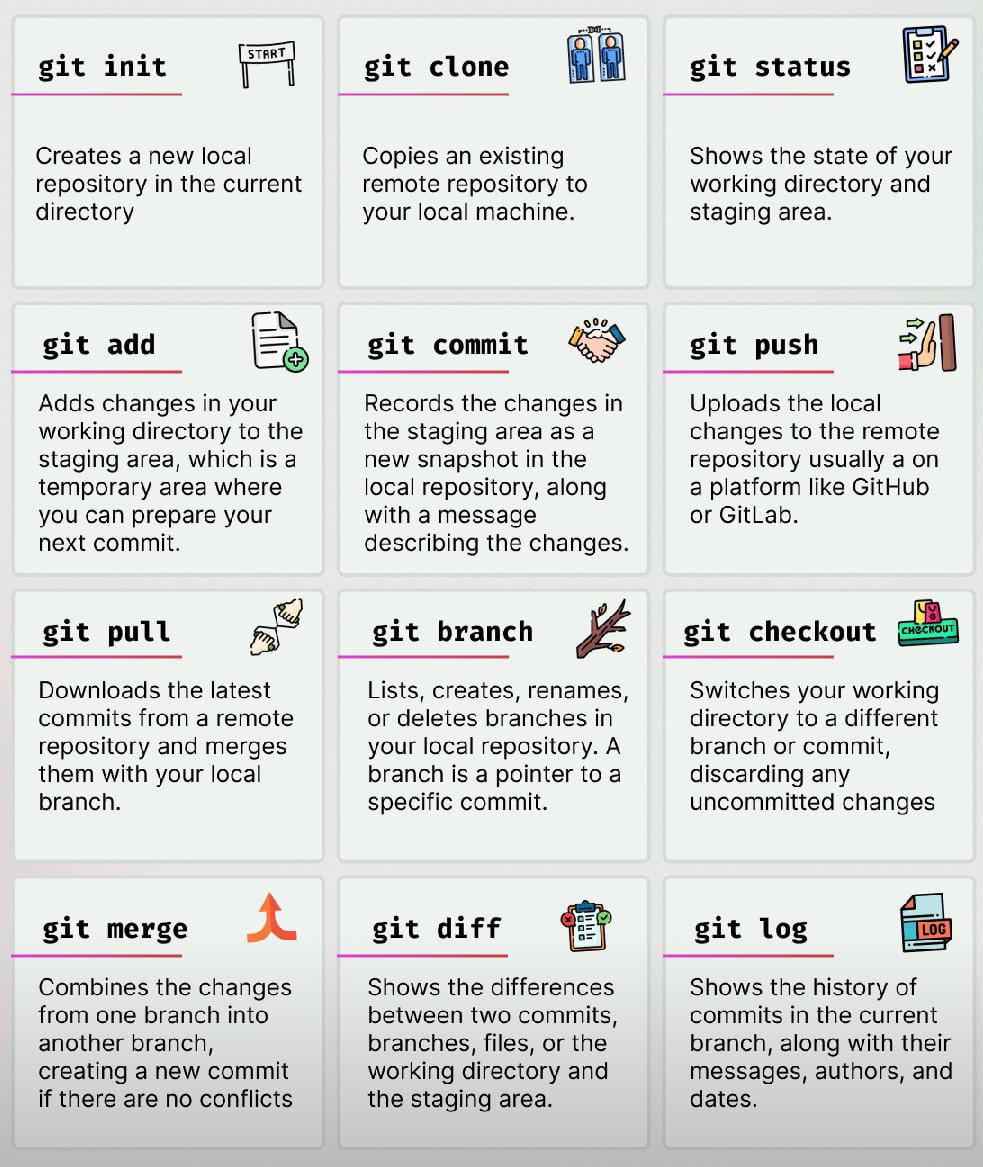 git init
START
Creates a new local
repository in the current
directory
git clone
Copies an existing
remote repository to
your local machine.
git status
Shows the state of your
working directory and
staging area.
git add
Adds changes in your
working directory to the
staging area, which is a
temporary area where
you can prepare your
next commit.
git commit
Records the changes in
the staging area as a
new snapshot in the
local repository, along
with a message
describing the changes.
git push
Uploads the local
changes to the remote
repository usually a on
a platform like GitHub
or GitLab.
git pull
Downloads the latest
commits from a remote
repository and merges
them with your local
branch.
git branch
Lists, creates, renames,
or deletes branches in
your local repository. A
branch is a pointer to a
specific commit.
git checkout
CHECKOUT
Switches your working
directory to a different
branch or commit,
discarding any
uncommitted changes
git merge
Combines the changes
from one branch into
another branch,
creating a new commit
if there are no conflicts
git diff
Shows the differences
between two commits,
branches, files, or the
working directory and
the staging area.
git log
LOG
Shows the history of
commits in the current
branch, along with their
messages, authors, and
dates.